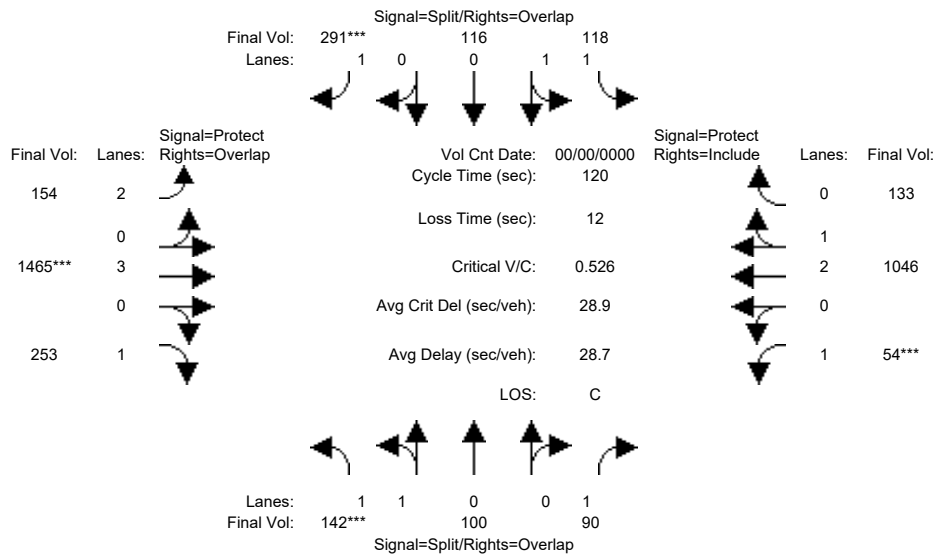 Signal=Split/Rights=Overlap
Final Vol: 291*** 116 118
Lanes: 1 0 0 1 1
Signal=Protect Signal=Protect
Final Vol: Lanes: Rights=Overlap Vol Cnt Date: 00/00/0000 Rights=Include Lanes: Final Vol:
Cycle Time (sec): 120
154 2 0 133
Loss Time (sec): 12
0 1
1465*** 3 Critical V/C: 0.526 2 1046
0 Avg Crit Del (sec/veh): 28.9 0
253 1 Avg Delay (sec/veh): 28.7 1 54***
LOS: C
Lanes: 1 1 0 0 1
Final Vol: 142*** 100 90
Signal=Split/Rights=Overlap